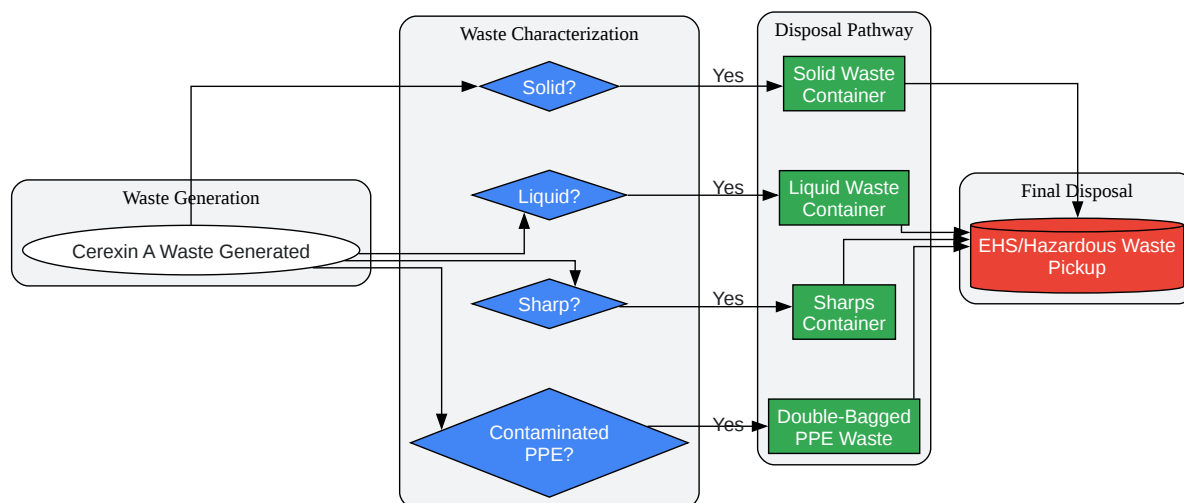 Waste Characterization
Disposal Pathway
Solid?
Yes
Solid Waste
Container
Waste Generation
Cerexin A Waste Generated
Liquid?
Yes
Liquid Waste
Container
Final Disposal
EHS/Hazardous Waste
Pickup
Sharp?
Yes
Sharps
Container
Contaminated
PPE?
Yes
Double-Bagged
PPE Waste